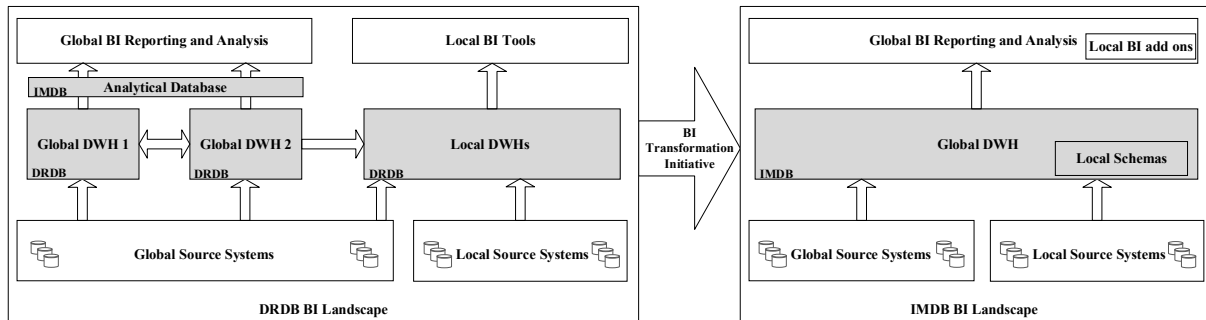 Global BI Reporting and Analysis
Local BI Tools
IMDB
Analytical Database
Global DWH 1
DRDB
Global DWH 2
DRDB
Local DWHs
DRDB
Global Source Systems
Local Source Systems
DRDB BI Landscape
BI
Transformation
Initiative
Global BI Reporting and Analysis
Local BI add ons
Global DWH
Local Schemas
IMDB
Global Source Systems
Local Source Systems
IMDB BI Landscape